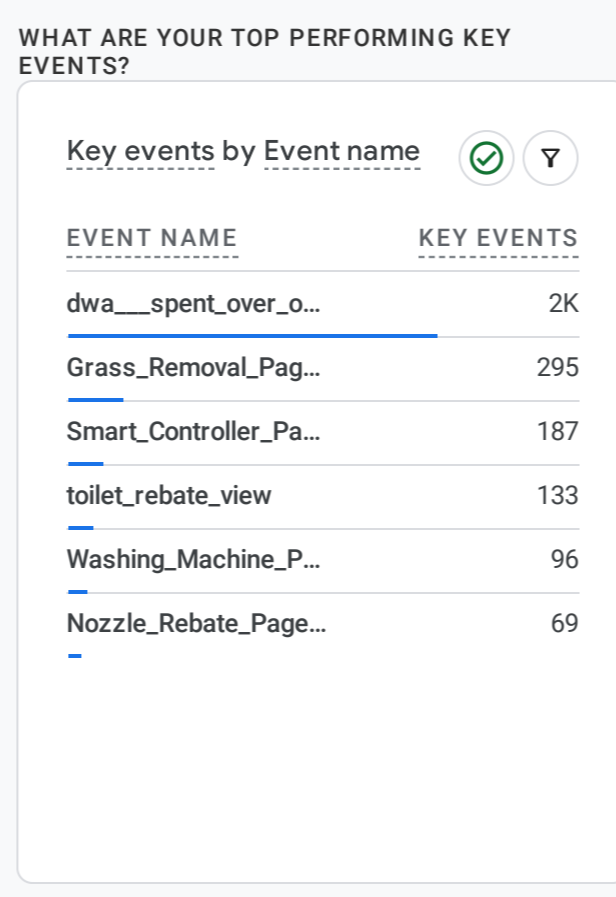 WHAT ARE YOUR TOP PERFORMING KEY
EVENTS?
Key events by Event name
EVENT NAME KEY EVENTS
dwa___spent_over_o... 2K
Grass_Removal_Pag... 295
Smart_Controller_Pa... 187
toilet_rebate_view 133
Washing_Machine_P... 96
Nozzle_Rebate_Page... 69